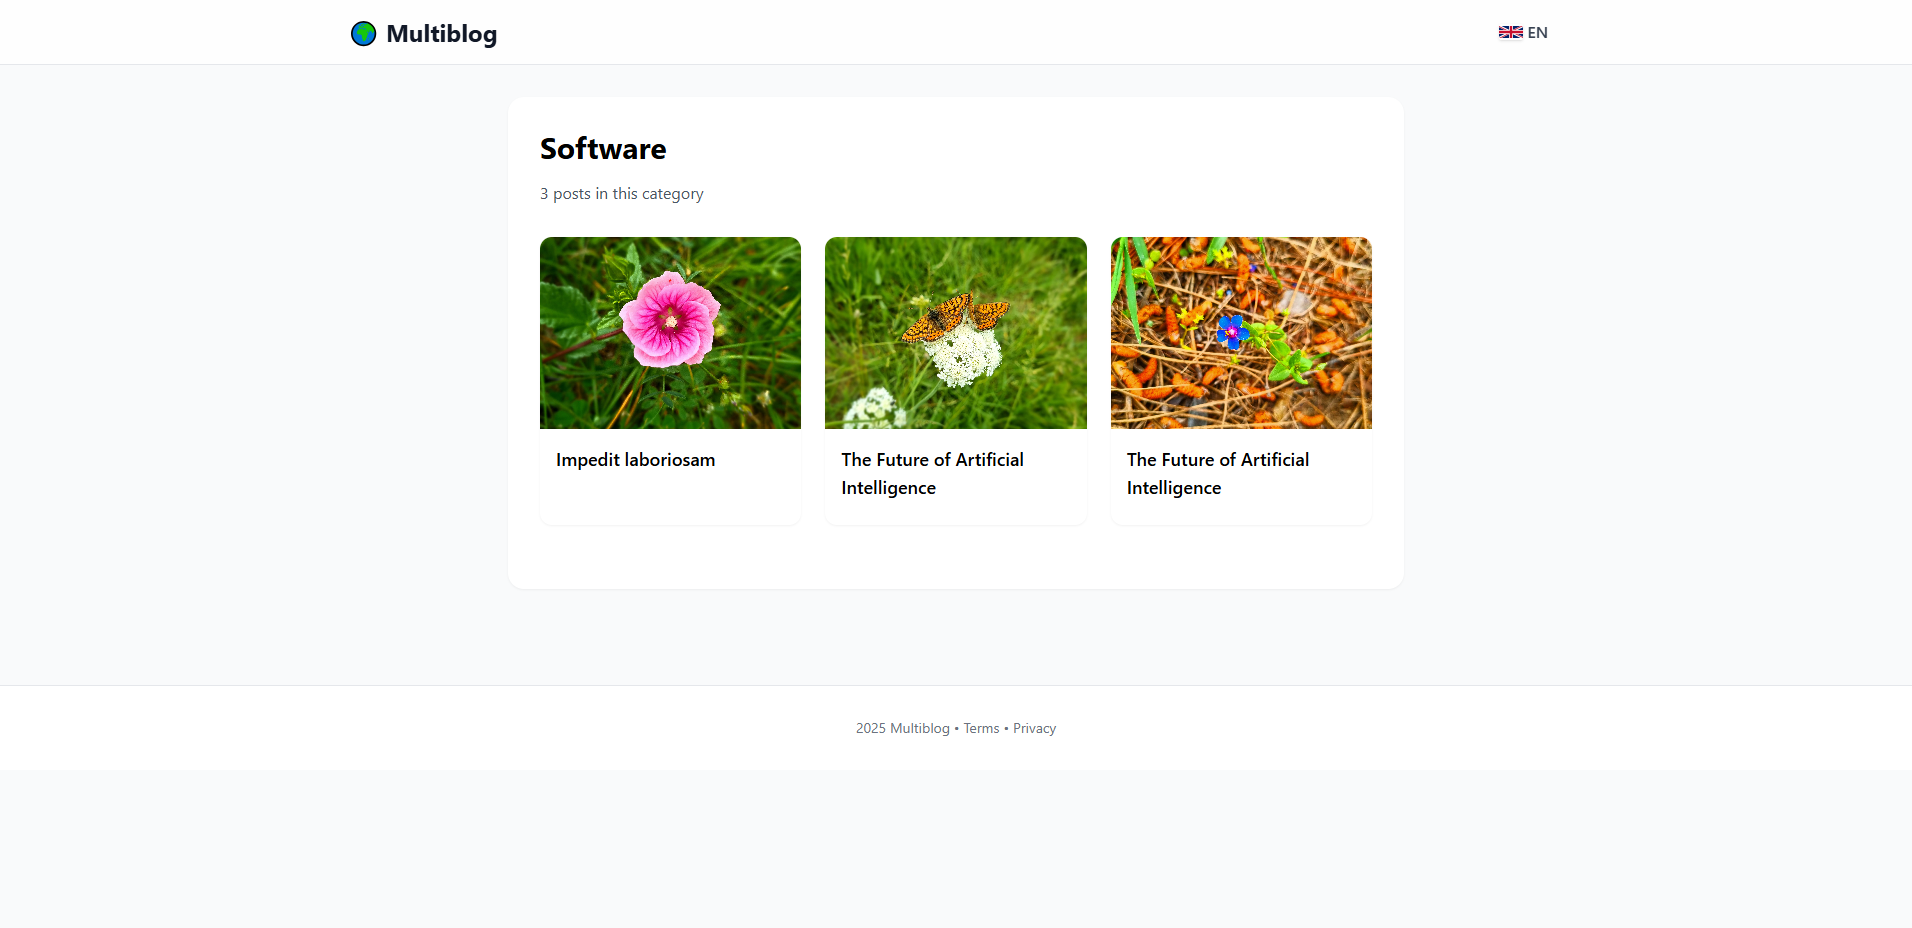 Multiblog
EN
Software
3 posts in this category
Impedit laboriosam
The Future of Artificial
Intelligence
The Future of Artificial
Intelligence
2025 Multiblog • Terms • Privacy